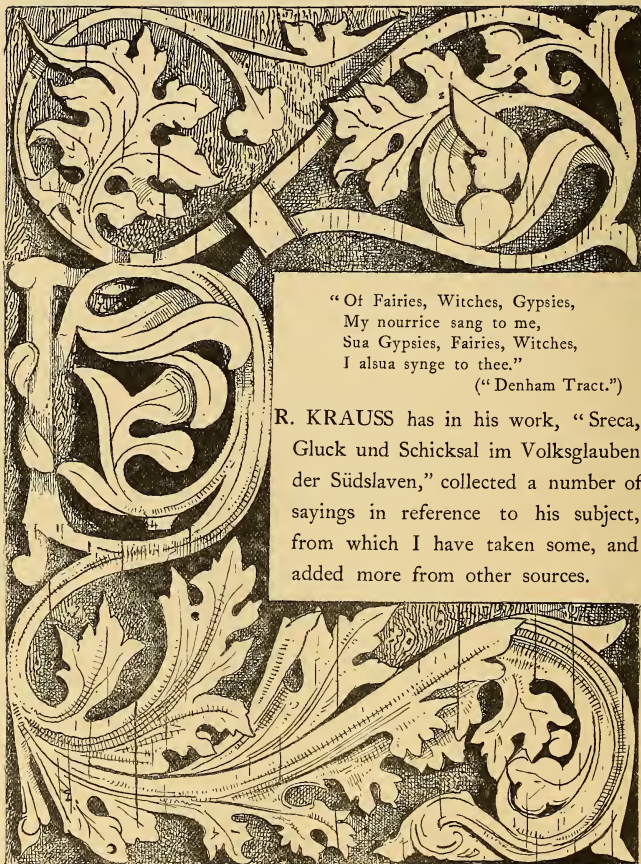 “Of Fairies, Witches, Gypsies,
My nourrice sang to me,
Sua Gypsies, Fairies, Witches,
I alsua synge to thee.”
(“Denham Tract.”)
DR. KRAUSS has in his work, “Sreca,
Gluck und Schicksal im Volksglauben
der Südslaven,” collected a number of
sayings in reference to his subject,
from which I have taken some, and
added more from other sources.